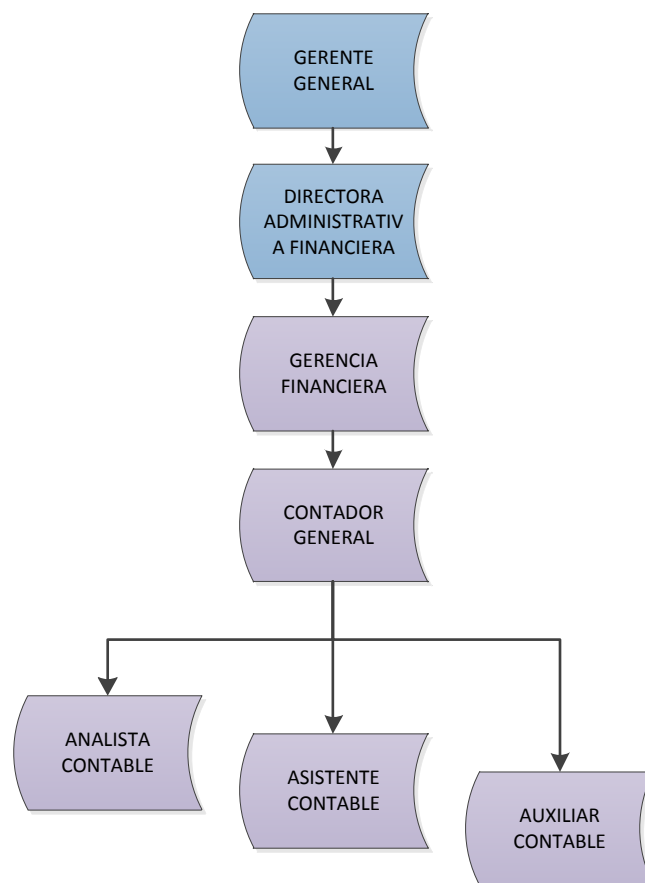 GERENTE
GENERAL
DIRECTORA
ADMINISTRATIV
A FINANCIERA
GERENCIA
FINANCIERA
CONTADOR
GENERAL
ANALISTA
CONTABLE
ASISTENTE
CONTABLE
AUXILIAR
CONTABLE